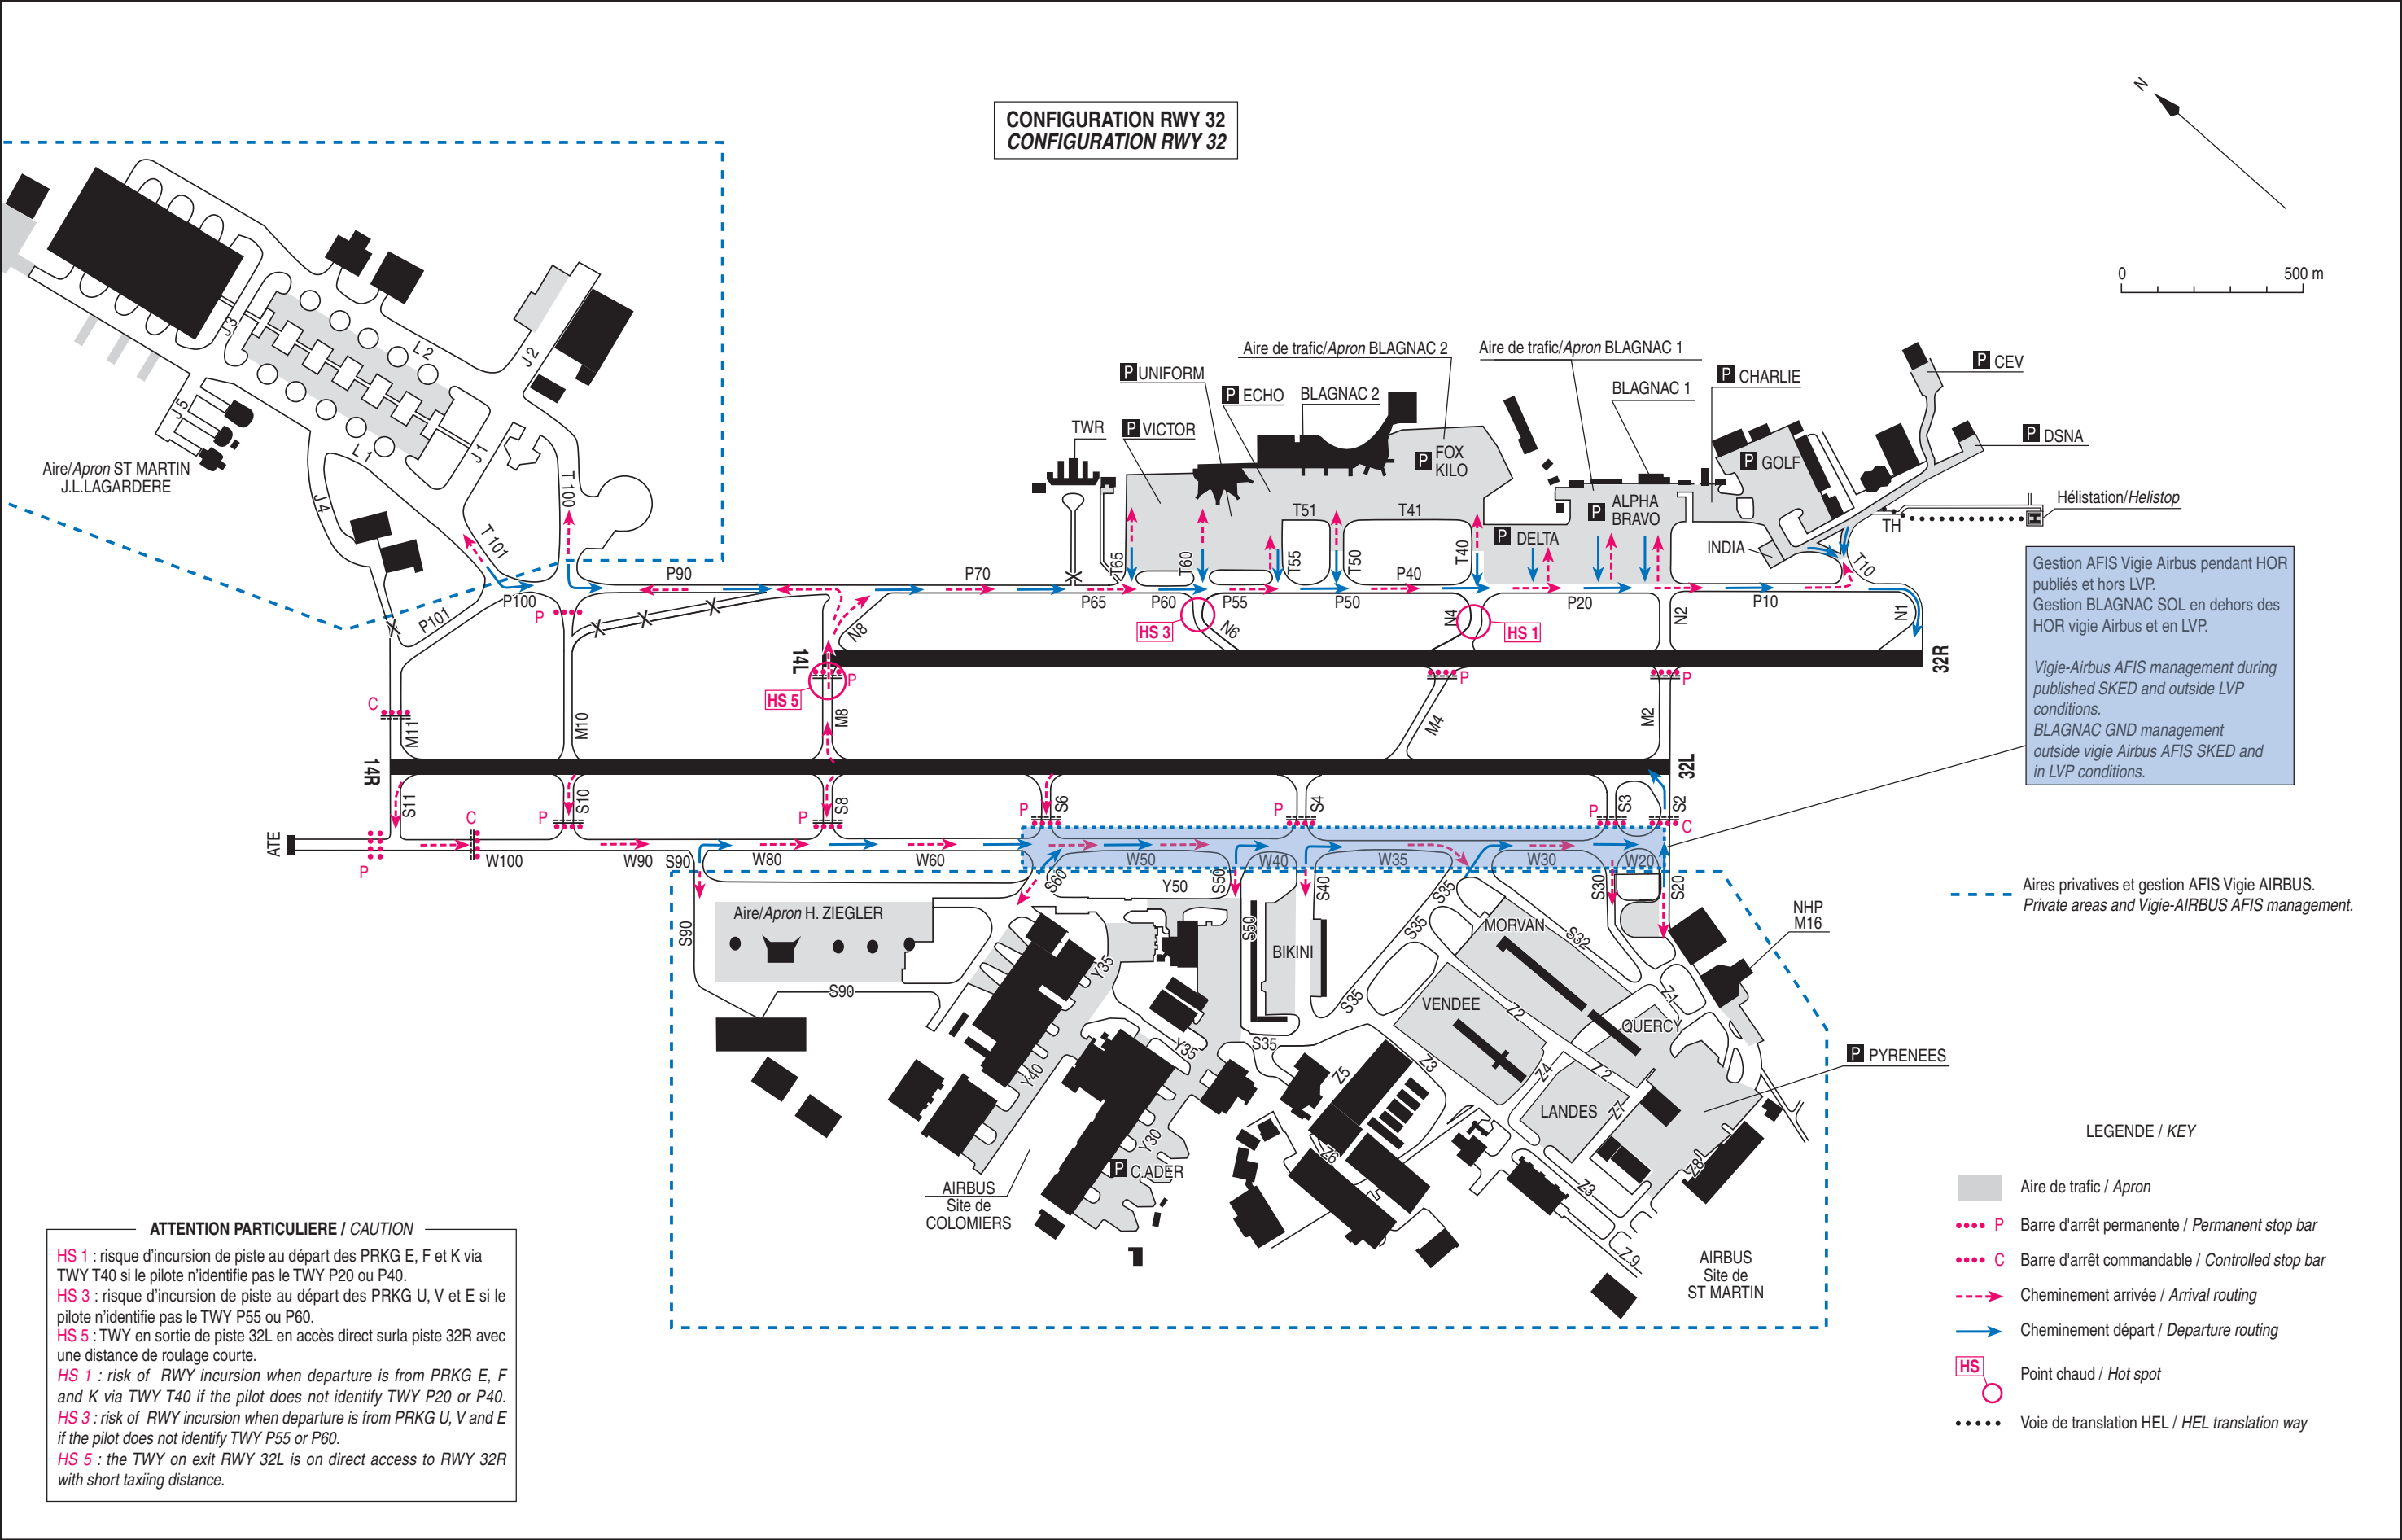 CONFIGURATION RWY 32
CONFIGURATION RWY 32
N
0 500 m
Aire de trafic/Apron BLAGNAC 2
Aire de trafic/Apron BLAGNAC 1
P UNIFORM
P ECHO
BLAGNAC 2
BLAGNAC 1
P CHARLIE
P CEV
TWR
P VICTOR
P FOX
KILO
P GOLF
P DSNA
P ALPHA
BRAVO
P DELTA
INDIA
TH
H
Hélistation/Helistop
J3
L2
J2
J5
L1
J1
J4
T 100
T 101
Aire/Apron ST MARTIN
J.L.LAGARDERE
T51
T41
T65
T60
T55
T50
T40
T10
P90
P70
P40
P100
P101
P65
P60
P55
P50
P20
P10
P
X
X
X
X
X
N8
N6
N4
N2
N1
HS 3
HS 1
14L
32R
HS 5
P
P
P
C
M11
M10
M8
M4
M2
14R
32L
S11
S10
S8
S6
S4
S3
S2
ATE
P
C
P
P
P
P
P
C
W100
W90
S90
W80
W60
W50
W40
W35
W30
W20
S60
Y50
S50
S40
S35
S30
S20
Gestion AFIS Vigie Airbus pendant HOR
publiés et hors LVP.
Gestion BLAGNAC SOL en dehors des
HOR vigie Airbus et en LVP.
Vigie-Airbus AFIS management during
published SKED and outside LVP
conditions.
BLAGNAC GND management
outside vigie Airbus AFIS SKED and
in LVP conditions.
Aires privatives et gestion AFIS Vigie AIRBUS.
Private areas and Vigie-AIRBUS AFIS management.
Aire/Apron H. ZIEGLER
S90
S90
Y35
S50
BIKINI
S35
MORVAN
S32
NHP
M16
S35
VENDEE
Z2
Z1
QUERCY
Y35
S35
Y40
Z5
Z3
Z4
Z.2
LANDES
Z7
P PYRENEES
Y30
P C.ADER
Z6
Z3
Z8
Z.9
AIRBUS
Site de
COLOMIERS
AIRBUS
Site de
ST MARTIN
ATTENTION PARTICULIERE / CAUTION
HS 1 : risque d'incursion de piste au départ des PRKG E, F et K via
TWY T40 si le pilote n'identifie pas le TWY P20 ou P40.
HS 3 : risque d'incursion de piste au départ des PRKG U, V et E si le
pilote n'identifie pas le TWY P55 ou P60.
HS 5 : TWY en sortie de piste 32L en accès direct surla piste 32R avec
une distance de roulage courte.
HS 1 : risk of RWY incursion when departure is from PRKG E, F
and K via TWY T40 if the pilot does not identify TWY P20 or P40.
HS 3 : risk of RWY incursion when departure is from PRKG U, V and E
if the pilot does not identify TWY P55 or P60.
HS 5 : the TWY on exit RWY 32L is on direct access to RWY 32R
with short taxiing distance.
LEGENDE / KEY
Aire de trafic / Apron
P Barre d'arrêt permanente / Permanent stop bar
C Barre d'arrêt commandable / Controlled stop bar
Cheminement arrivée / Arrival routing
Cheminement départ / Departure routing
HS
Point chaud / Hot spot
Voie de translation HEL / HEL translation way